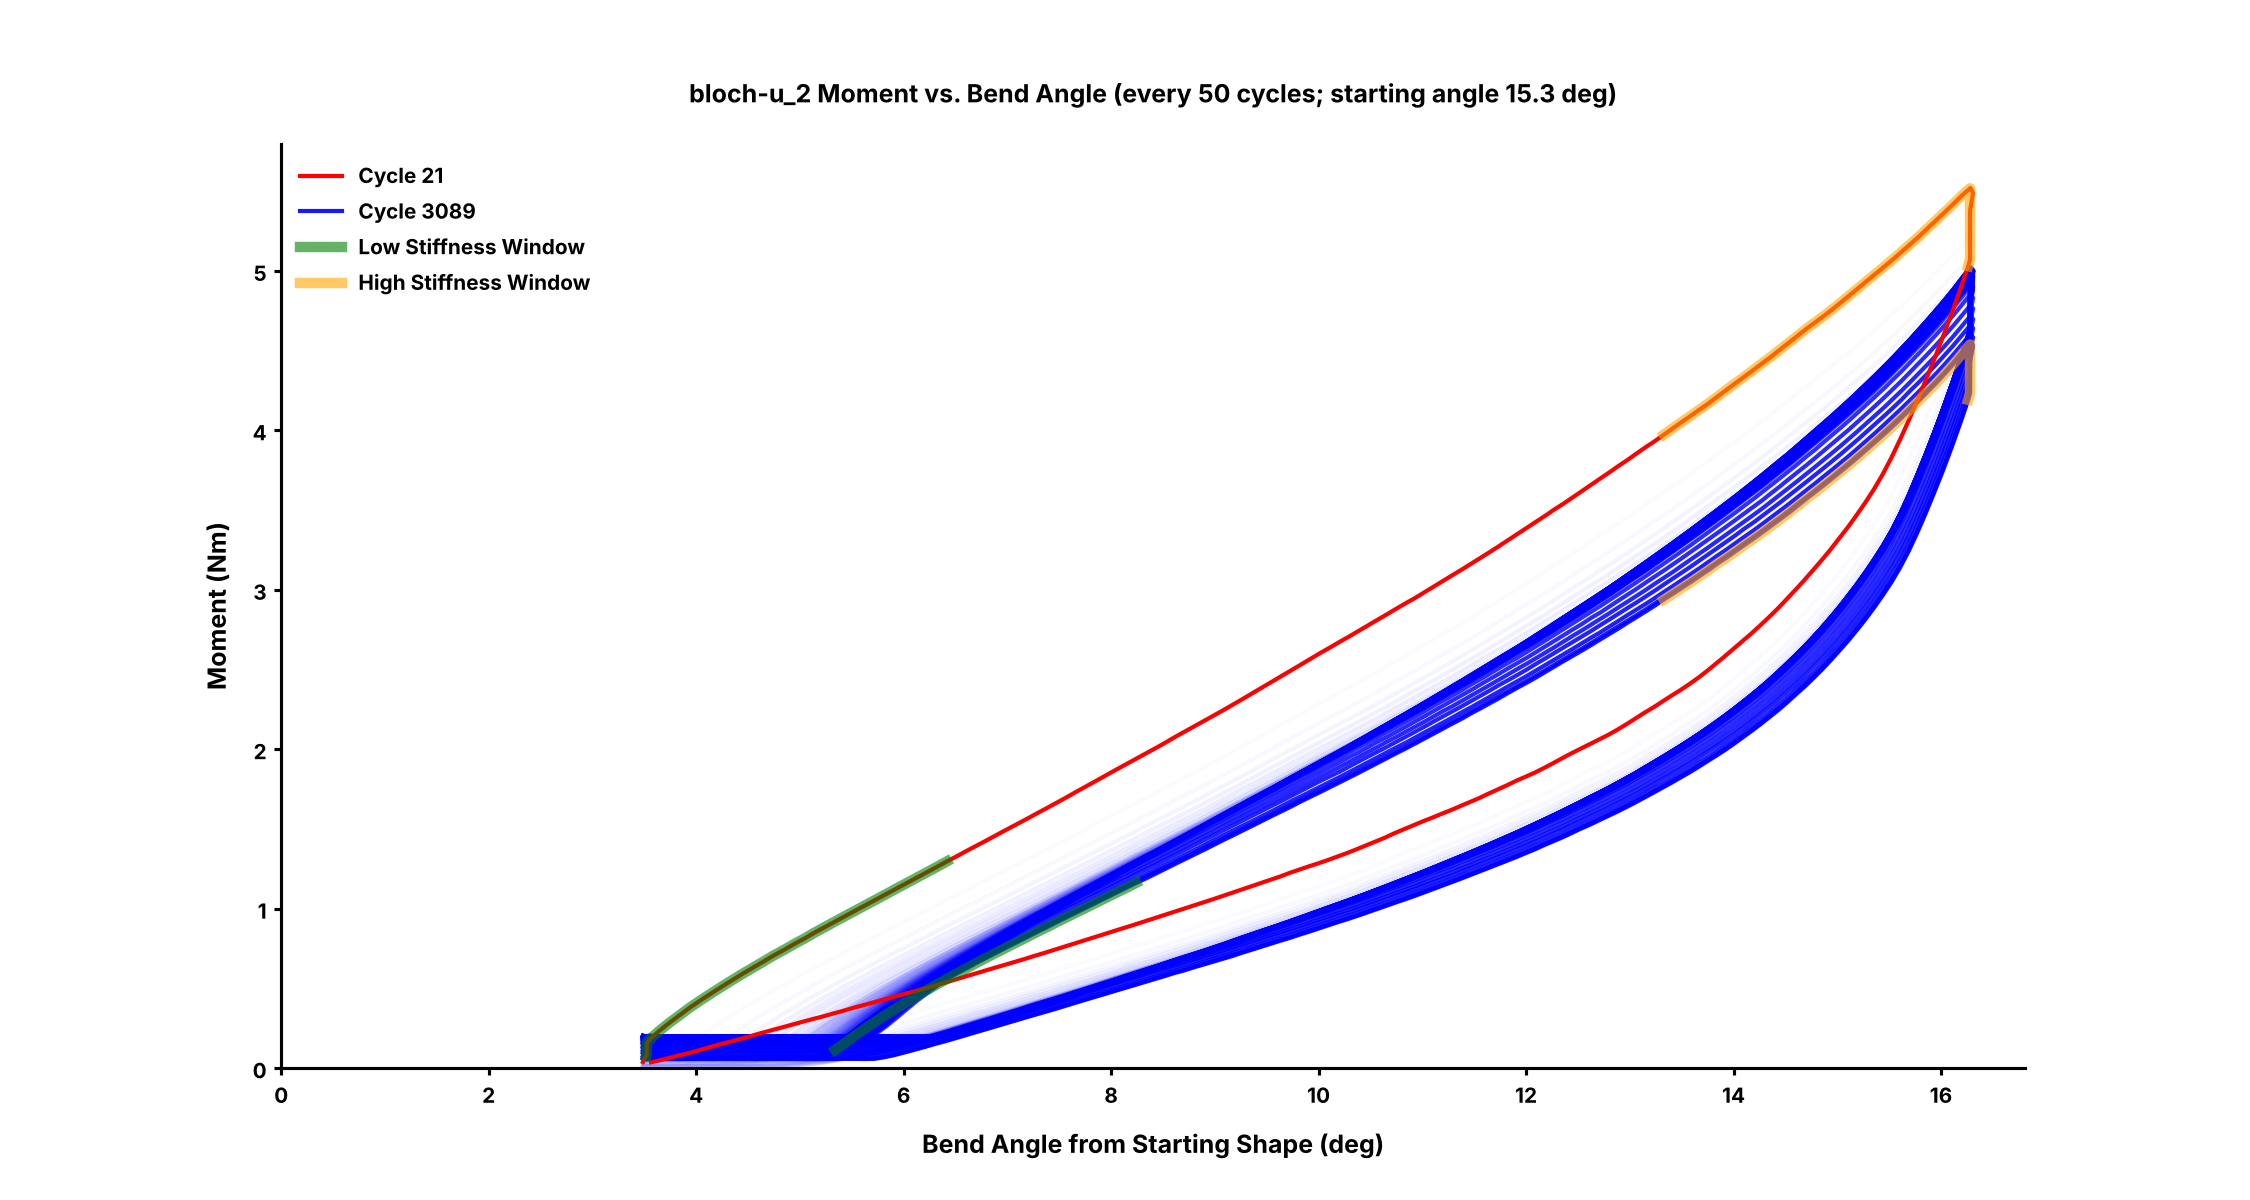 bloch-u_2 Moment vs. Bend Angle (every 50 cycles; starting angle 15.3 deg)
Cycle 21
Cycle 3089
Low Stiffness Window
High Stiffness Window
5
4
3
2
1
0
Moment (Nm)
0 2 4 6 8 10 12 14 16
Bend Angle from Starting Shape (deg)